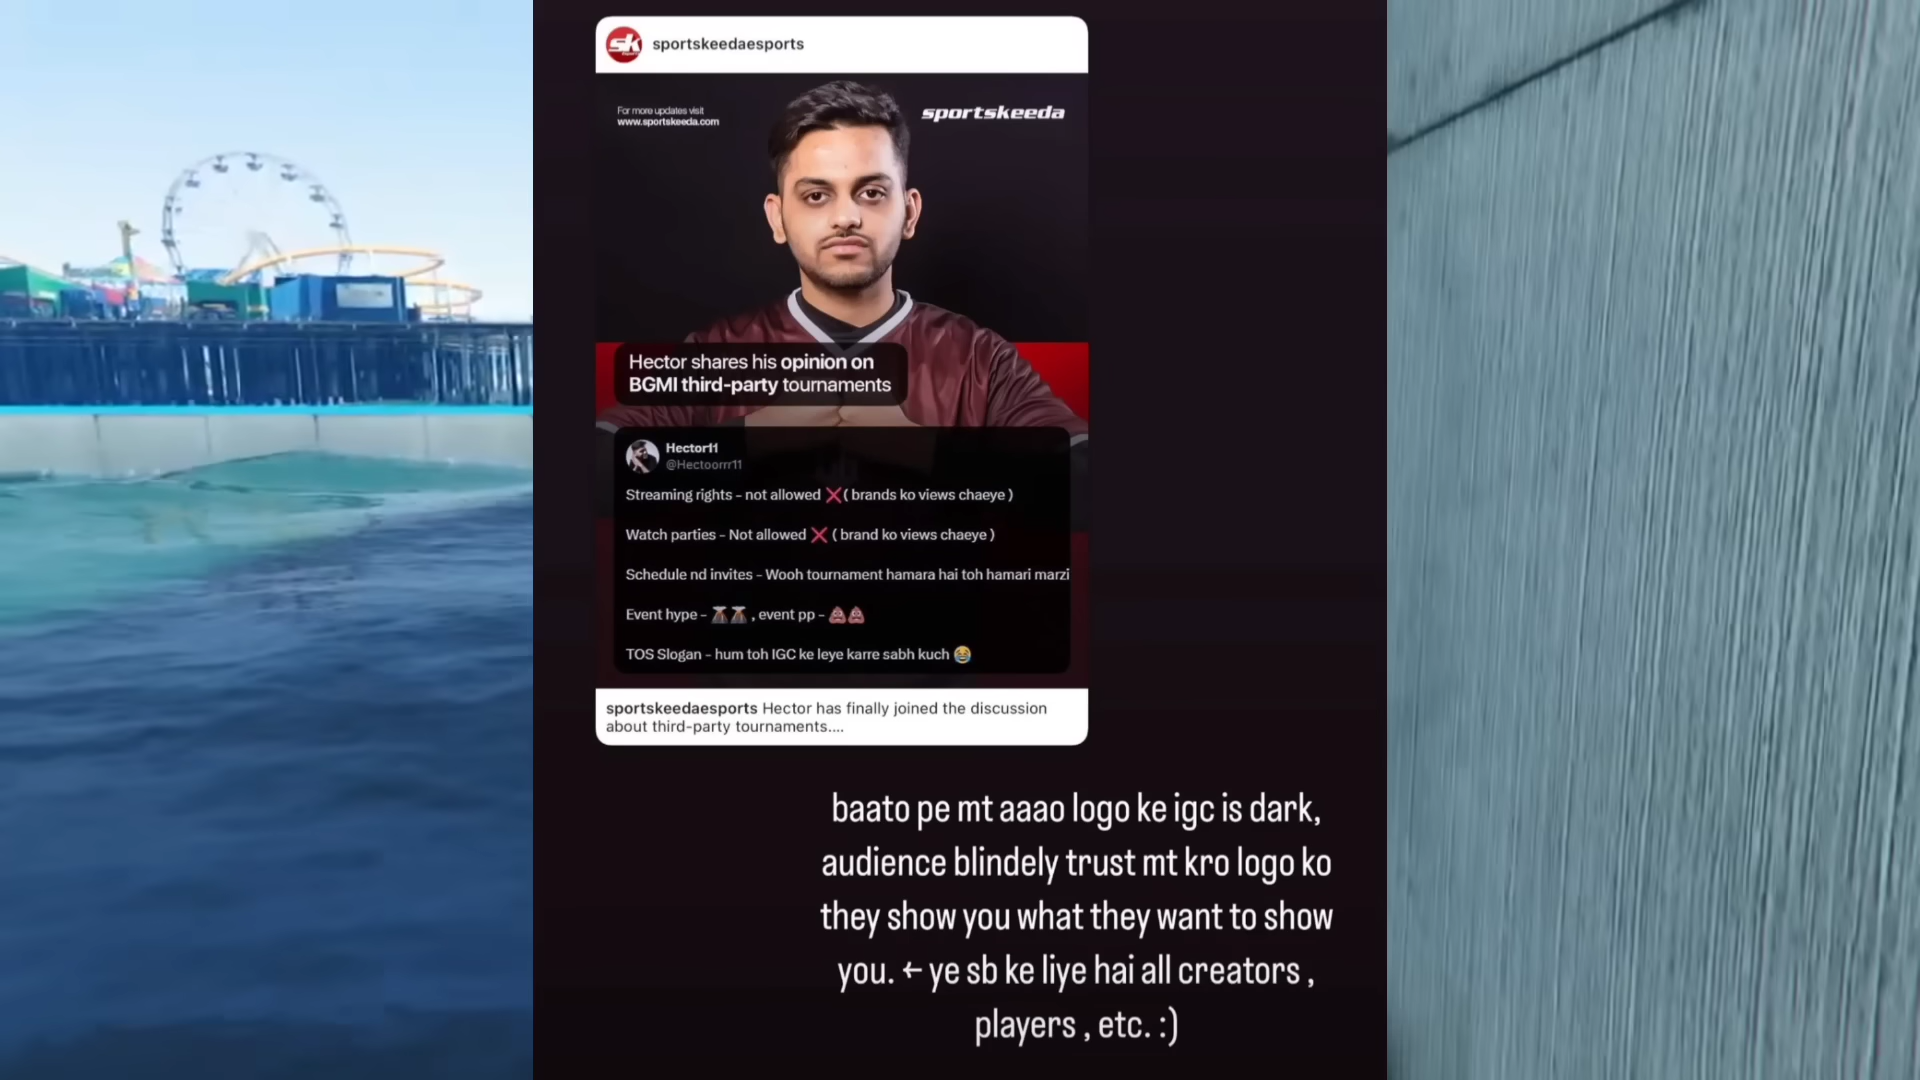 sk
sportskeedaesports
For more updates visit
www.sportskeeda.com
sportskeeda
Hector shares his opinion on
BGMI third-party tournaments
Hector11
@Hectoorrr11
Streaming rights - not allowed ❌( brands ko views chaeye )
Watch parties - Not allowed ❌ ( brand ko views chaeye )
Schedule nd invites - Wooh tournament hamara hai toh hamari marzi
Event hype - 🌋🌋 , event pp - 💩💩
TOS Slogan - hum toh IGC ke leye karre sabh kuch 😂
sportskeedaesports Hector has finally joined the discussion
about third-party tournaments....
baato pe mt aaao logo ke igc is dark,
audience blindely trust mt kro logo ko
they show you what they want to show
you. ← ye sb ke liye hai all creators ,
players , etc. :)